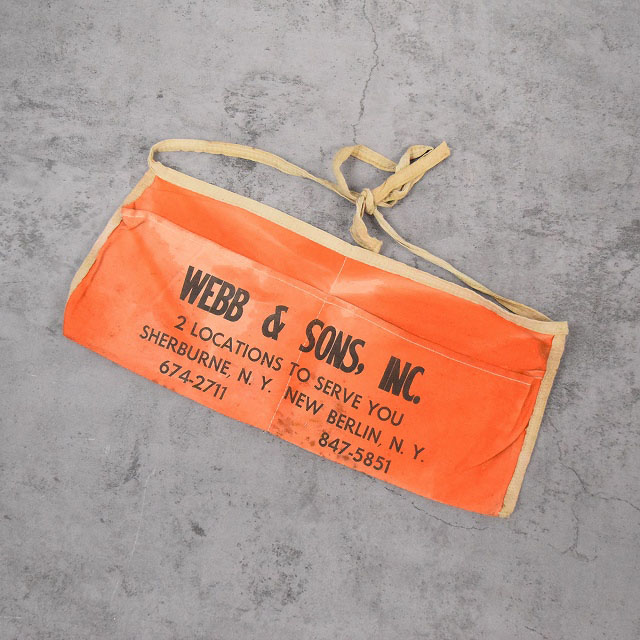 WEBB & SONS, INC.
2 LOCATIONS TO SERVE YOU
SHERBURNE, N. Y. NEW BERLIN, N. Y.
674-2711 847-5851